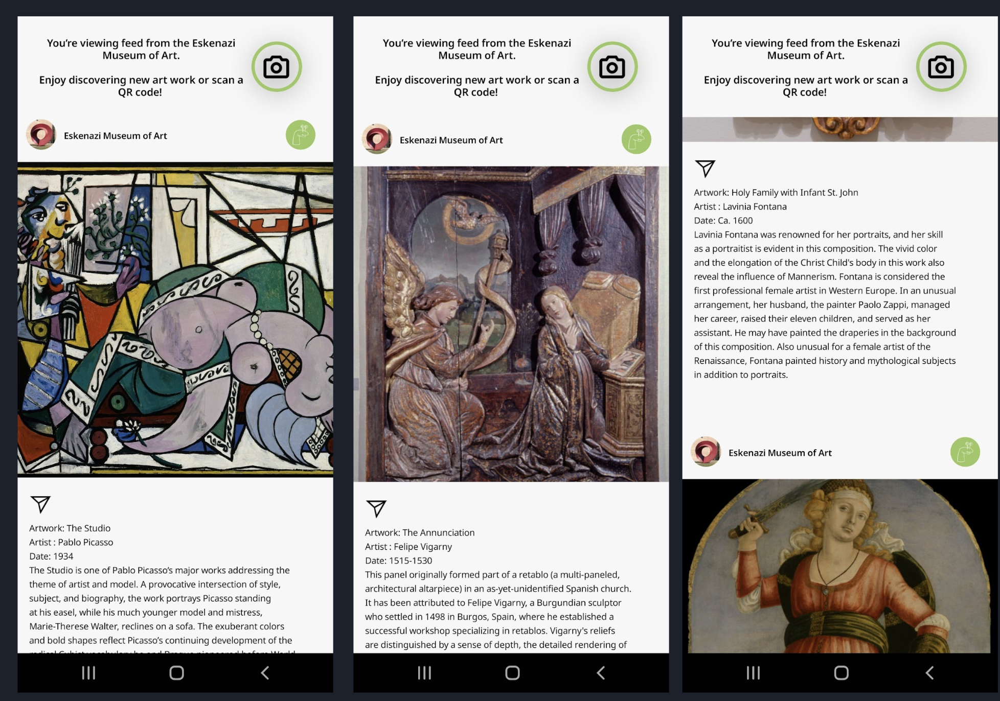 You’re viewing feed from the Eskenazi
Museum of Art.
Enjoy discovering new art work or scan a
QR code!
Eskenazi Museum of Art
Artwork: The Studio
Artist : Pablo Picasso
Date: 1934
The Studio is one of Pablo Picasso’s major works addressing the
theme of artist and model. A provocative intersection of style,
subject, and biography, the work portrays Picasso standing
at his easel, while his much younger model and mistress,
Marie-Therese Walter, reclines on a sofa. The exuberant colors
and bold shapes reflect Picasso’s continuing development of the
radical Cubist vocabulary he and Braque pioneered before World
You’re viewing feed from the Eskenazi
Museum of Art.
Enjoy discovering new art work or scan a
QR code!
Eskenazi Museum of Art
Artwork: The Annunciation
Artist : Felipe Vigarny
Date: 1515-1530
This panel originally formed part of a retablo (a multi-paneled,
architectural altarpiece) in an as-yet-unidentified Spanish church.
It has been attributed to Felipe Vigarny, a Burgundian sculptor
who settled in 1498 in Burgos, Spain, where he established a
successful workshop specializing in retablos. Vigarny's reliefs
are distinguished by a sense of depth, the detailed rendering of
You’re viewing feed from the Eskenazi
Museum of Art.
Enjoy discovering new art work or scan a
QR code!
Artwork: Holy Family with Infant St. John
Artist : Lavinia Fontana
Date: Ca. 1600
Lavinia Fontana was renowned for her portraits, and her skill
as a portraitist is evident in this composition. The vivid color
and the elongation of the Christ Child's body in this work also
reveal the influence of Mannerism. Fontana is considered the
first professional female artist in Western Europe. In an unusual
arrangement, her husband, the painter Paolo Zappi, managed
her career, raised their eleven children, and served as her
assistant. He may have painted the draperies in the background
of this composition. Also unusual for a female artist of the
Renaissance, Fontana painted history and mythological subjects
in addition to portraits.
Eskenazi Museum of Art